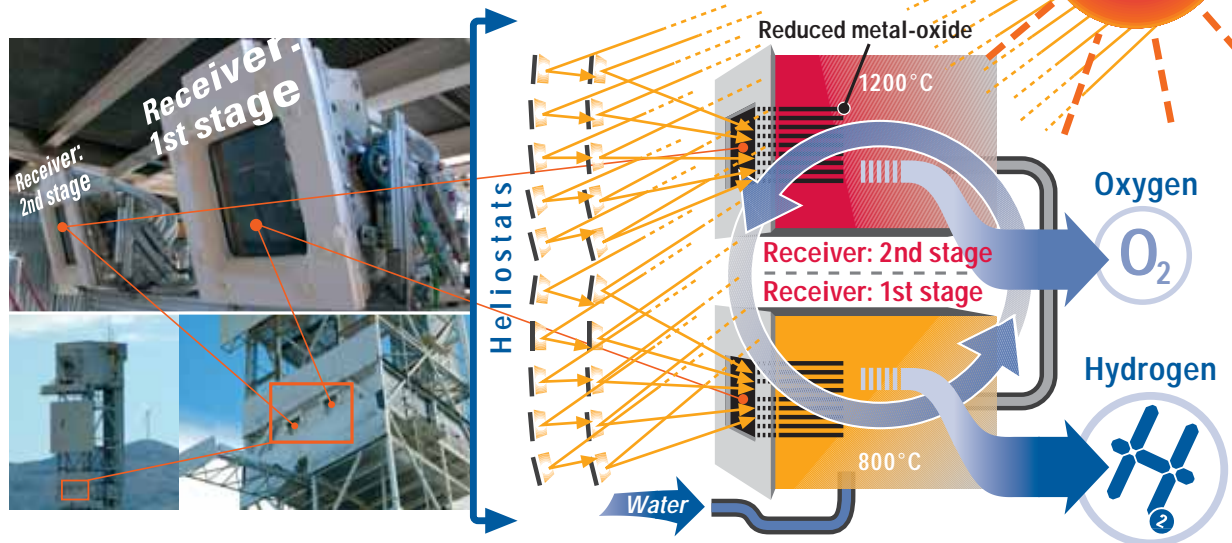 Receiver:
1st stage
Receiver:
2nd stage
Heliostats
Reduced metal-oxide
1200°C
Oxygen
O2
Receiver: 2nd stage
Receiver: 1st stage
Hydrogen
H2
800°C
Water